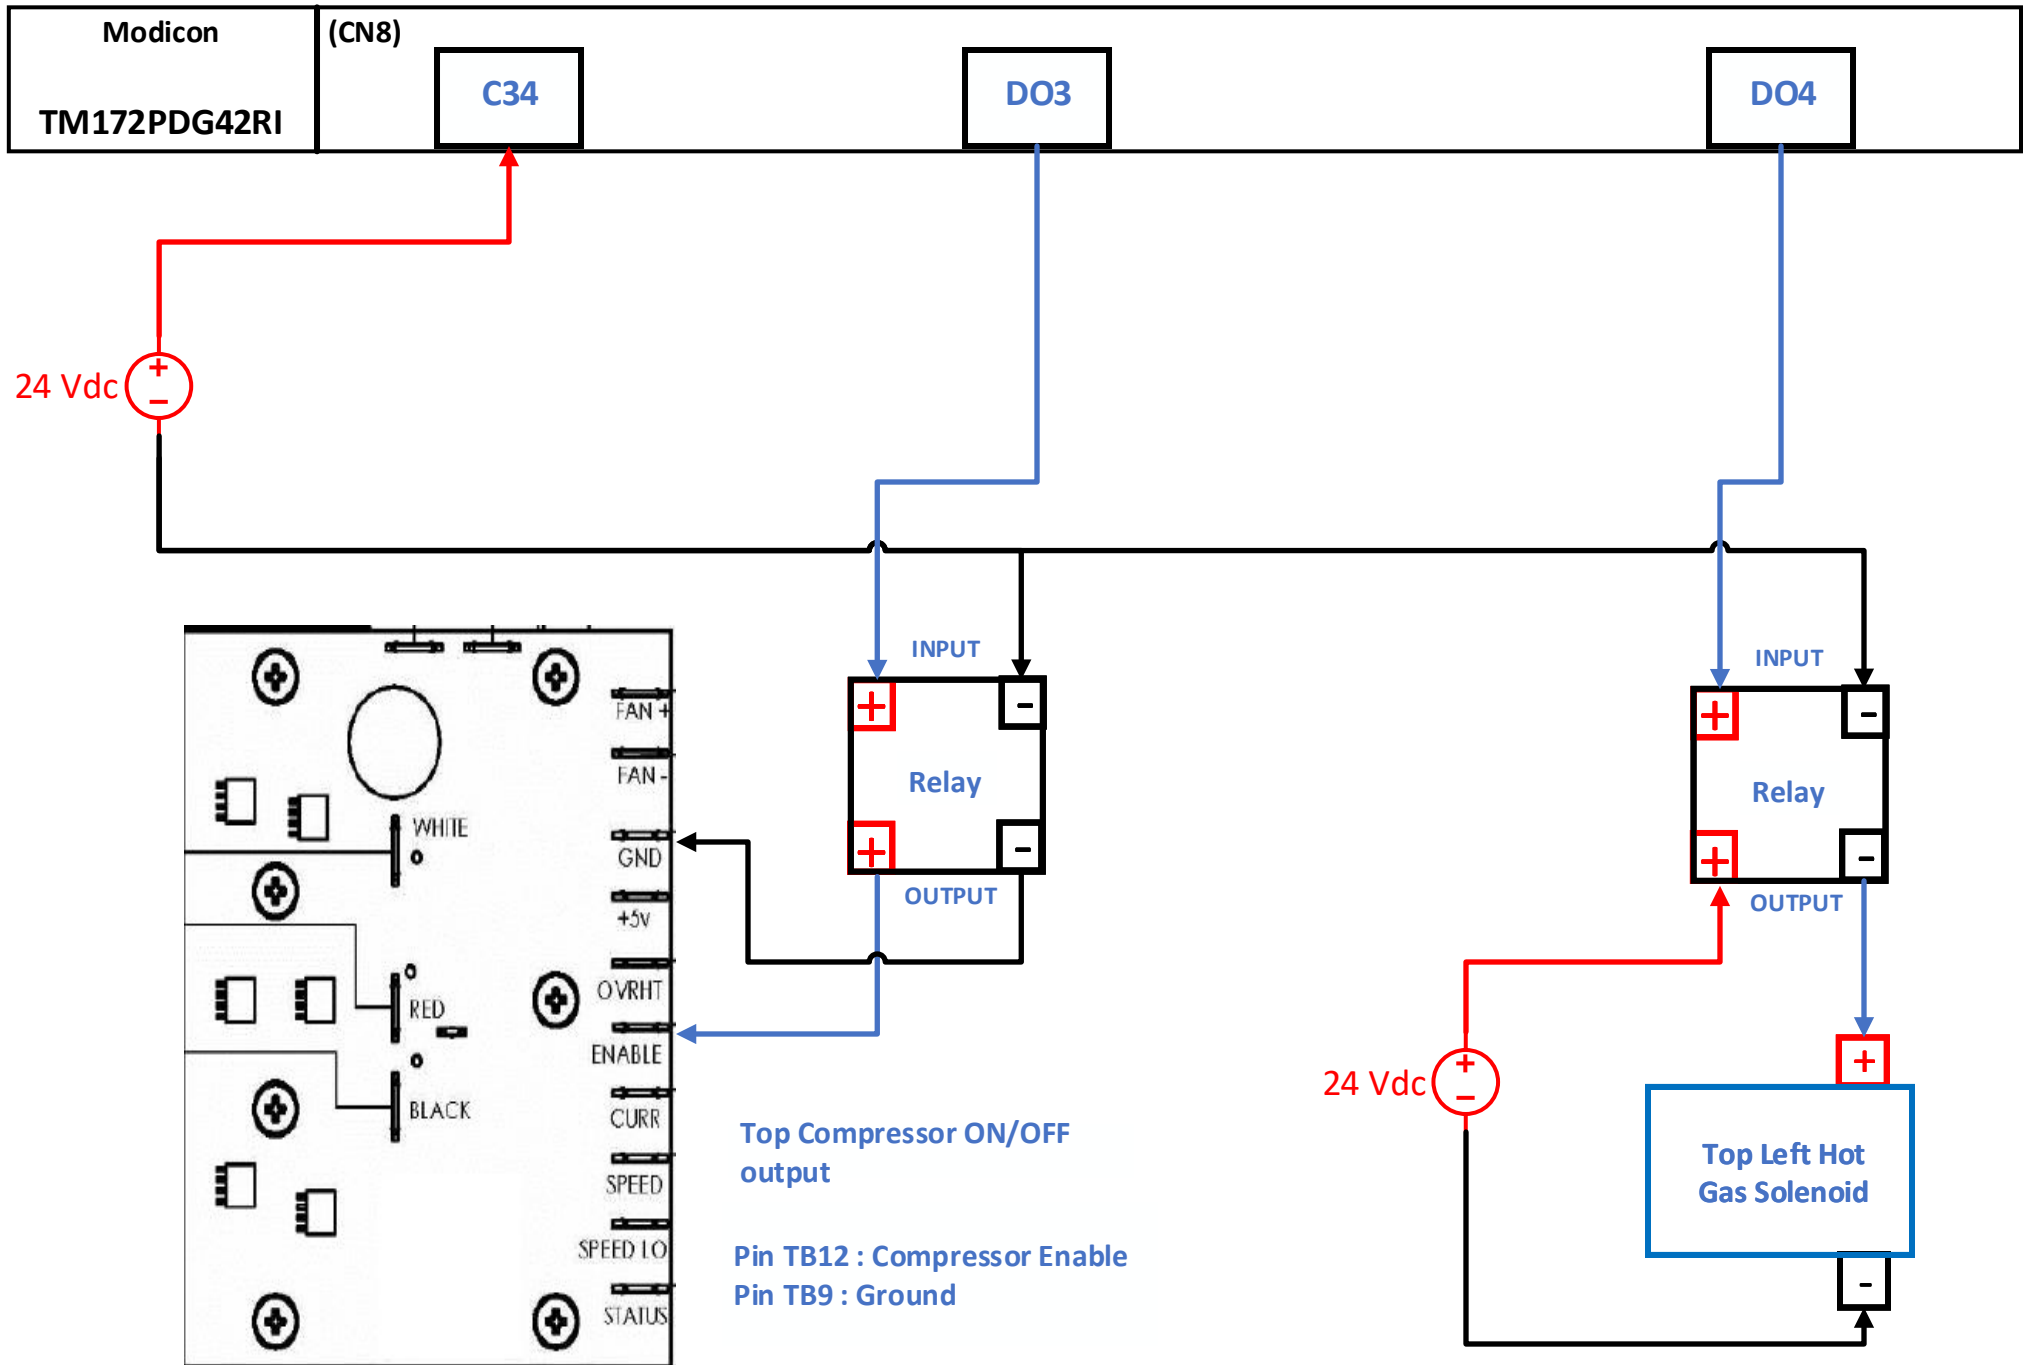 Modicon
TM172PDG42RI
(CN8)
C34
DO3
DO4
24 Vdc
+
−
INPUT
+
-
Relay
+
-
OUTPUT
INPUT
+
-
Relay
+
-
OUTPUT
FAN +
FAN -
GND
+5v
OVRHT
ENABLE
CURR
SPEED
SPEED LO
STATUS
WHITE
RED
BLACK
Top Compressor ON/OFF
output
Pin TB12 : Compressor Enable
Pin TB9 : Ground
24 Vdc
+
−
+
Top Left Hot
Gas Solenoid
-